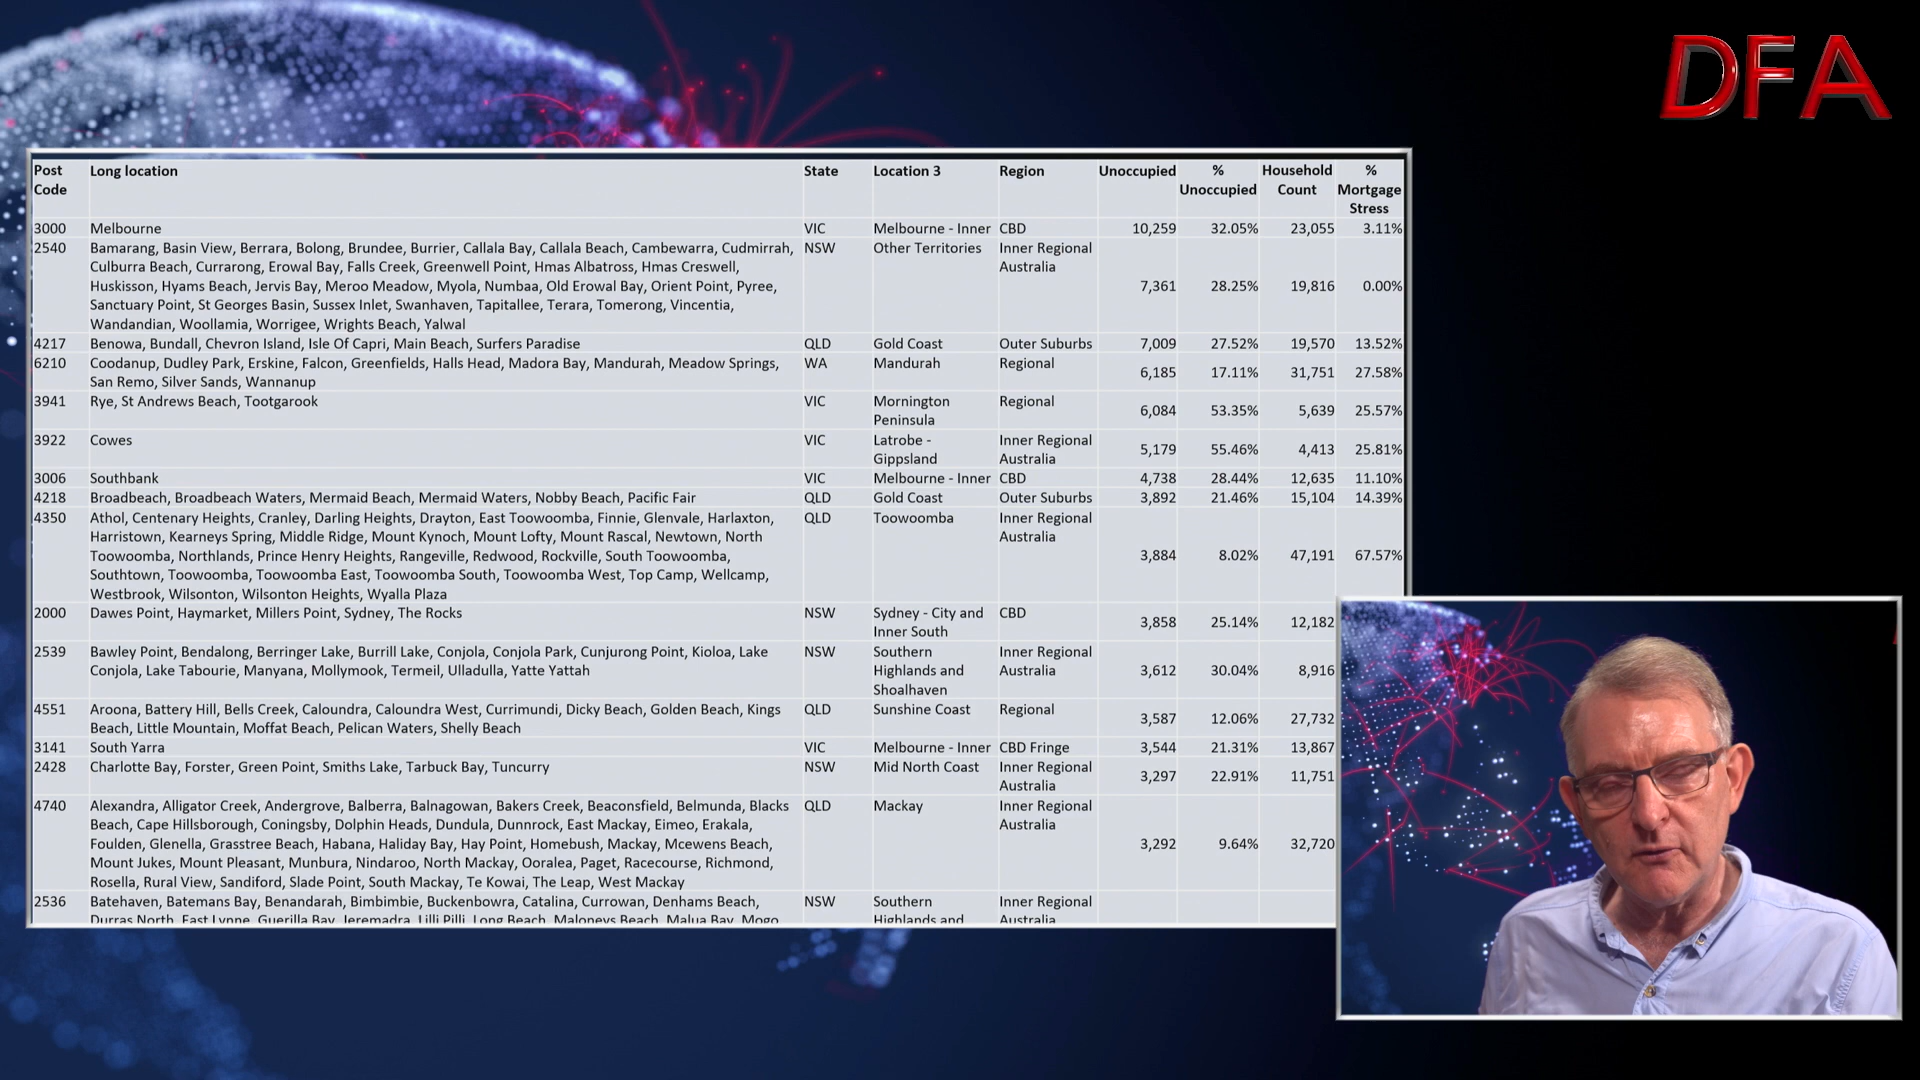 DFA
Post Code Long location State Location 3 Region Unoccupied % Unoccupied Household Count % Mortgage Stress
3000 Melbourne VIC Melbourne - Inner CBD 10,259 32.05% 23,055 3.11%
2540 Bamarang, Basin View, Berrara, Bolong, Brundee, Burrier, Callala Bay, Callala Beach, Cambewarra, Cudmirrah, NSW Other Territories Inner Regional
Culburra Beach, Currarong, Erowal Bay, Falls Creek, Greenwell Point, Hmas Albatross, Hmas Creswell, Australia
Huskisson, Hyams Beach, Jervis Bay, Meroo Meadow, Myola, Numbaa, Old Erowal Bay, Orient Point, Pyree, 7,361 28.25% 19,816 0.00%
Sanctuary Point, St Georges Basin, Sussex Inlet, Swanhaven, Tapitallee, Terara, Tomerong, Vincentia,
Wandandian, Woollamia, Worrigee, Wrights Beach, Yalwal
4217 Benowa, Bundall, Chevron Island, Isle Of Capri, Main Beach, Surfers Paradise QLD Gold Coast Outer Suburbs 7,009 27.52% 19,570 13.52%
6210 Coodanup, Dudley Park, Erskine, Falcon, Greenfields, Halls Head, Madora Bay, Mandurah, Meadow Springs, WA Mandurah Regional
San Remo, Silver Sands, Wannanup 6,185 17.11% 31,751 27.58%
3941 Rye, St Andrews Beach, Tootgarook VIC Mornington Regional
Peninsula 6,084 53.35% 5,639 25.57%
3922 Cowes VIC Latrobe - Inner Regional
Gippsland Australia 5,179 55.46% 4,413 25.81%
3006 Southbank VIC Melbourne - Inner CBD 4,738 28.44% 12,635 11.10%
4218 Broadbeach, Broadbeach Waters, Mermaid Beach, Mermaid Waters, Nobby Beach, Pacific Fair QLD Gold Coast Outer Suburbs 3,892 21.46% 15,104 14.39%
4350 Athol, Centenary Heights, Cranley, Darling Heights, Drayton, East Toowoomba, Finnie, Glenvale, Harlaxton, QLD Toowoomba Inner Regional
Harristown, Kearneys Spring, Middle Ridge, Mount Kynoch, Mount Lofty, Mount Rascal, Newtown, North Australia
Toowoomba, Northlands, Prince Henry Heights, Rangeville, Redwood, Rockville, South Toowoomba, 3,884 8.02% 47,191 67.57%
Southtown, Toowoomba, Toowoomba East, Toowoomba South, Toowoomba West, Top Camp, Wellcamp,
Westbrook, Wilsonton, Wilsonton Heights, Wyalla Plaza
2000 Dawes Point, Haymarket, Millers Point, Sydney, The Rocks NSW Sydney - City and CBD
Inner South 3,858 25.14% 12,182
2539 Bawley Point, Bendalong, Berringer Lake, Burrill Lake, Conjola, Conjola Park, Cunjurong Point, Kioloa, Lake NSW Southern Inner Regional
Conjola, Lake Tabourie, Manyana, Mollymook, Termeil, Ulladulla, Yatte Yattah Highlands and Australia 3,612 30.04% 8,916
Shoalhaven
4551 Aroona, Battery Hill, Bells Creek, Caloundra, Caloundra West, Currimundi, Dicky Beach, Golden Beach, Kings QLD Sunshine Coast Regional
Beach, Little Mountain, Moffat Beach, Pelican Waters, Shelly Beach 3,587 12.06% 27,732
3141 South Yarra VIC Melbourne - Inner CBD Fringe 3,544 21.31% 13,867
2428 Charlotte Bay, Forster, Green Point, Smiths Lake, Tarbuck Bay, Tuncurry NSW Mid North Coast Inner Regional
Australia 3,297 22.91% 11,751
4740 Alexandra, Alligator Creek, Andergrove, Balberra, Balnagowan, Bakers Creek, Beaconsfield, Belmunda, Blacks QLD Mackay Inner Regional
Beach, Cape Hillsborough, Coningsby, Dolphin Heads, Dundula, Dunnrock, East Mackay, Eimeo, Erakala, Australia
Foulden, Glenella, Grasstree Beach, Habana, Haliday Bay, Hay Point, Homebush, Mackay, Mcewens Beach, 3,292 9.64% 32,720
Mount Jukes, Mount Pleasant, Munbura, Nindaroo, North Mackay, Ooralea, Paget, Racecourse, Richmond,
Rosella, Rural View, Sandiford, Slade Point, South Mackay, Te Kowai, The Leap, West Mackay
2536 Batehaven, Batemans Bay, Benandarah, Bimbimbie, Buckenbowra, Catalina, Currowan, Denhams Beach, NSW Southern Inner Regional
Durras North, East Lynne, Guerilla Bay, Jeremadra, Lilli Pilli, Long Beach, Maloneys Beach, Malua Bay, Mogo, Highlands and Australia